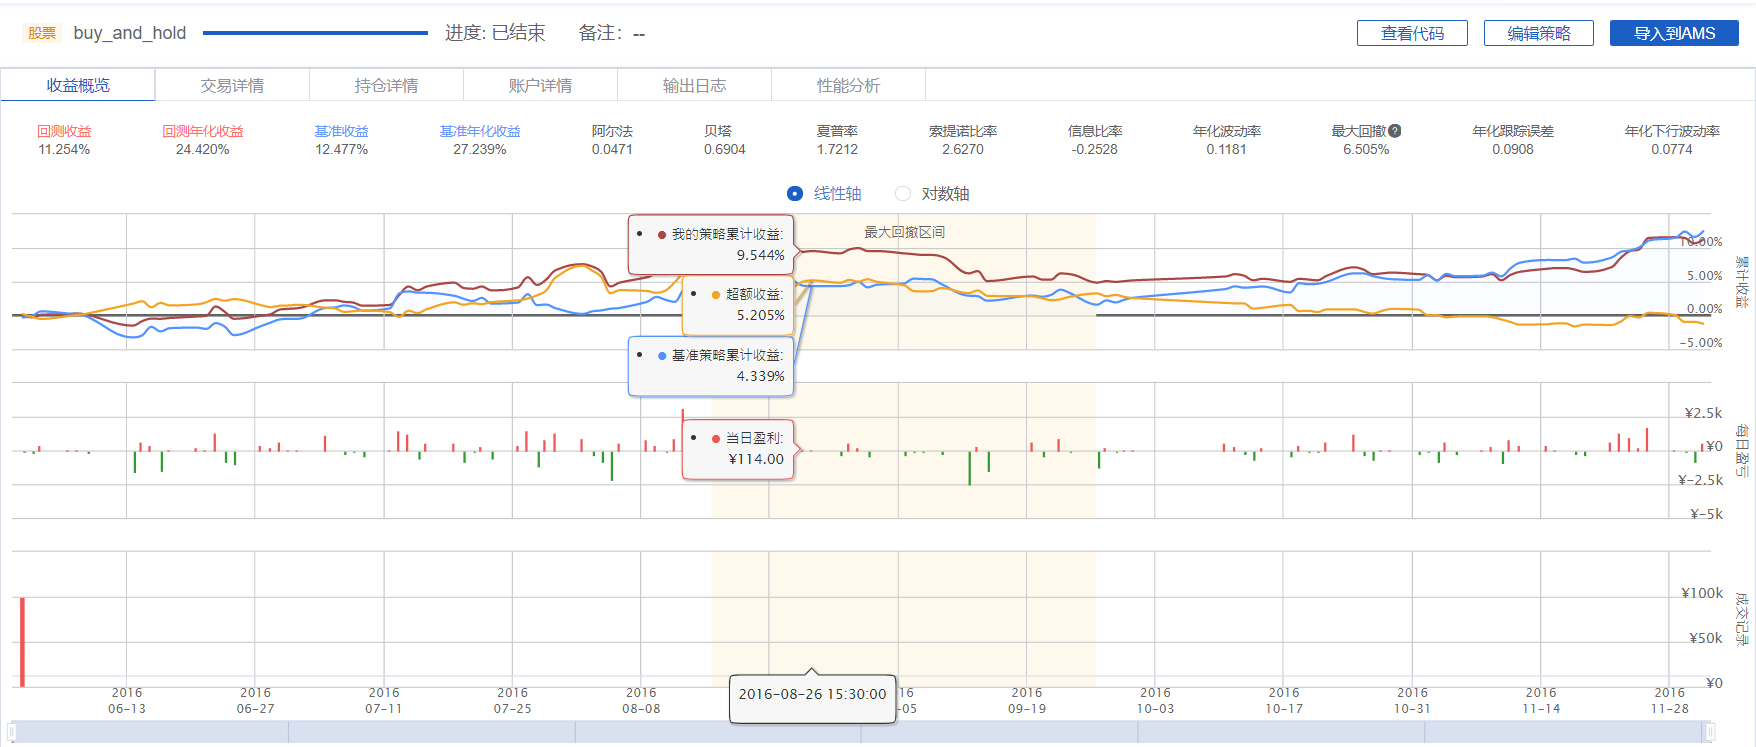 股票 buy_and_hold 进度: 已结束 备注: --
查看代码 编辑策略 导入到AMS
收益概览 交易详情 持仓详情 账户详情 输出日志 性能分析
回测收益 回测年化收益 基准收益 基准年化收益 阿尔法 贝塔 夏普率 索提诺比率 信息比率 年化波动率 最大回撤 ? 年化跟踪误差 年化下行波动率
11.254% 24.420% 12.477% 27.239% 0.0471 0.6904 1.7212 2.6270 -0.2528 0.1181 6.505% 0.0908 0.0774
线性轴 对数轴
最大回撤区间
我的策略累计收益:
9.544%
超额收益:
5.205%
基准策略累计收益:
4.339%
5.00%
0.00%
-5.00%
累计收益
当日盈利:
¥114.00
¥2.5k
¥0
¥-2.5k
¥-5k
每日盈亏
¥100k
¥50k
¥0
成交记录
2016-08-26 15:30:00
2016 2016 2016 2016 2016 2016 2016 2016 2016 2016 2016
06-13 06-27 07-11 07-25 08-08 09-19 10-03 10-17 10-31 11-14 11-28